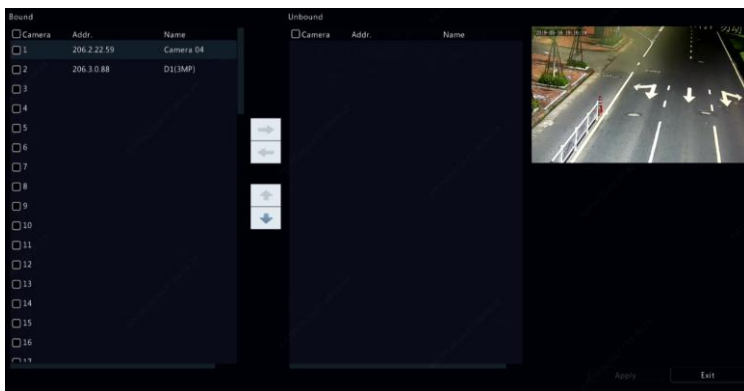 Bound
Unbound
Camera Addr. Name
Camera Addr. Name
1 206.2.22.59 Camera 04
2 206.3.0.88 D1(3MP)
3
4
5
6
7
8
9
10
11
12
13
14
15
16
17
Apply
Exit